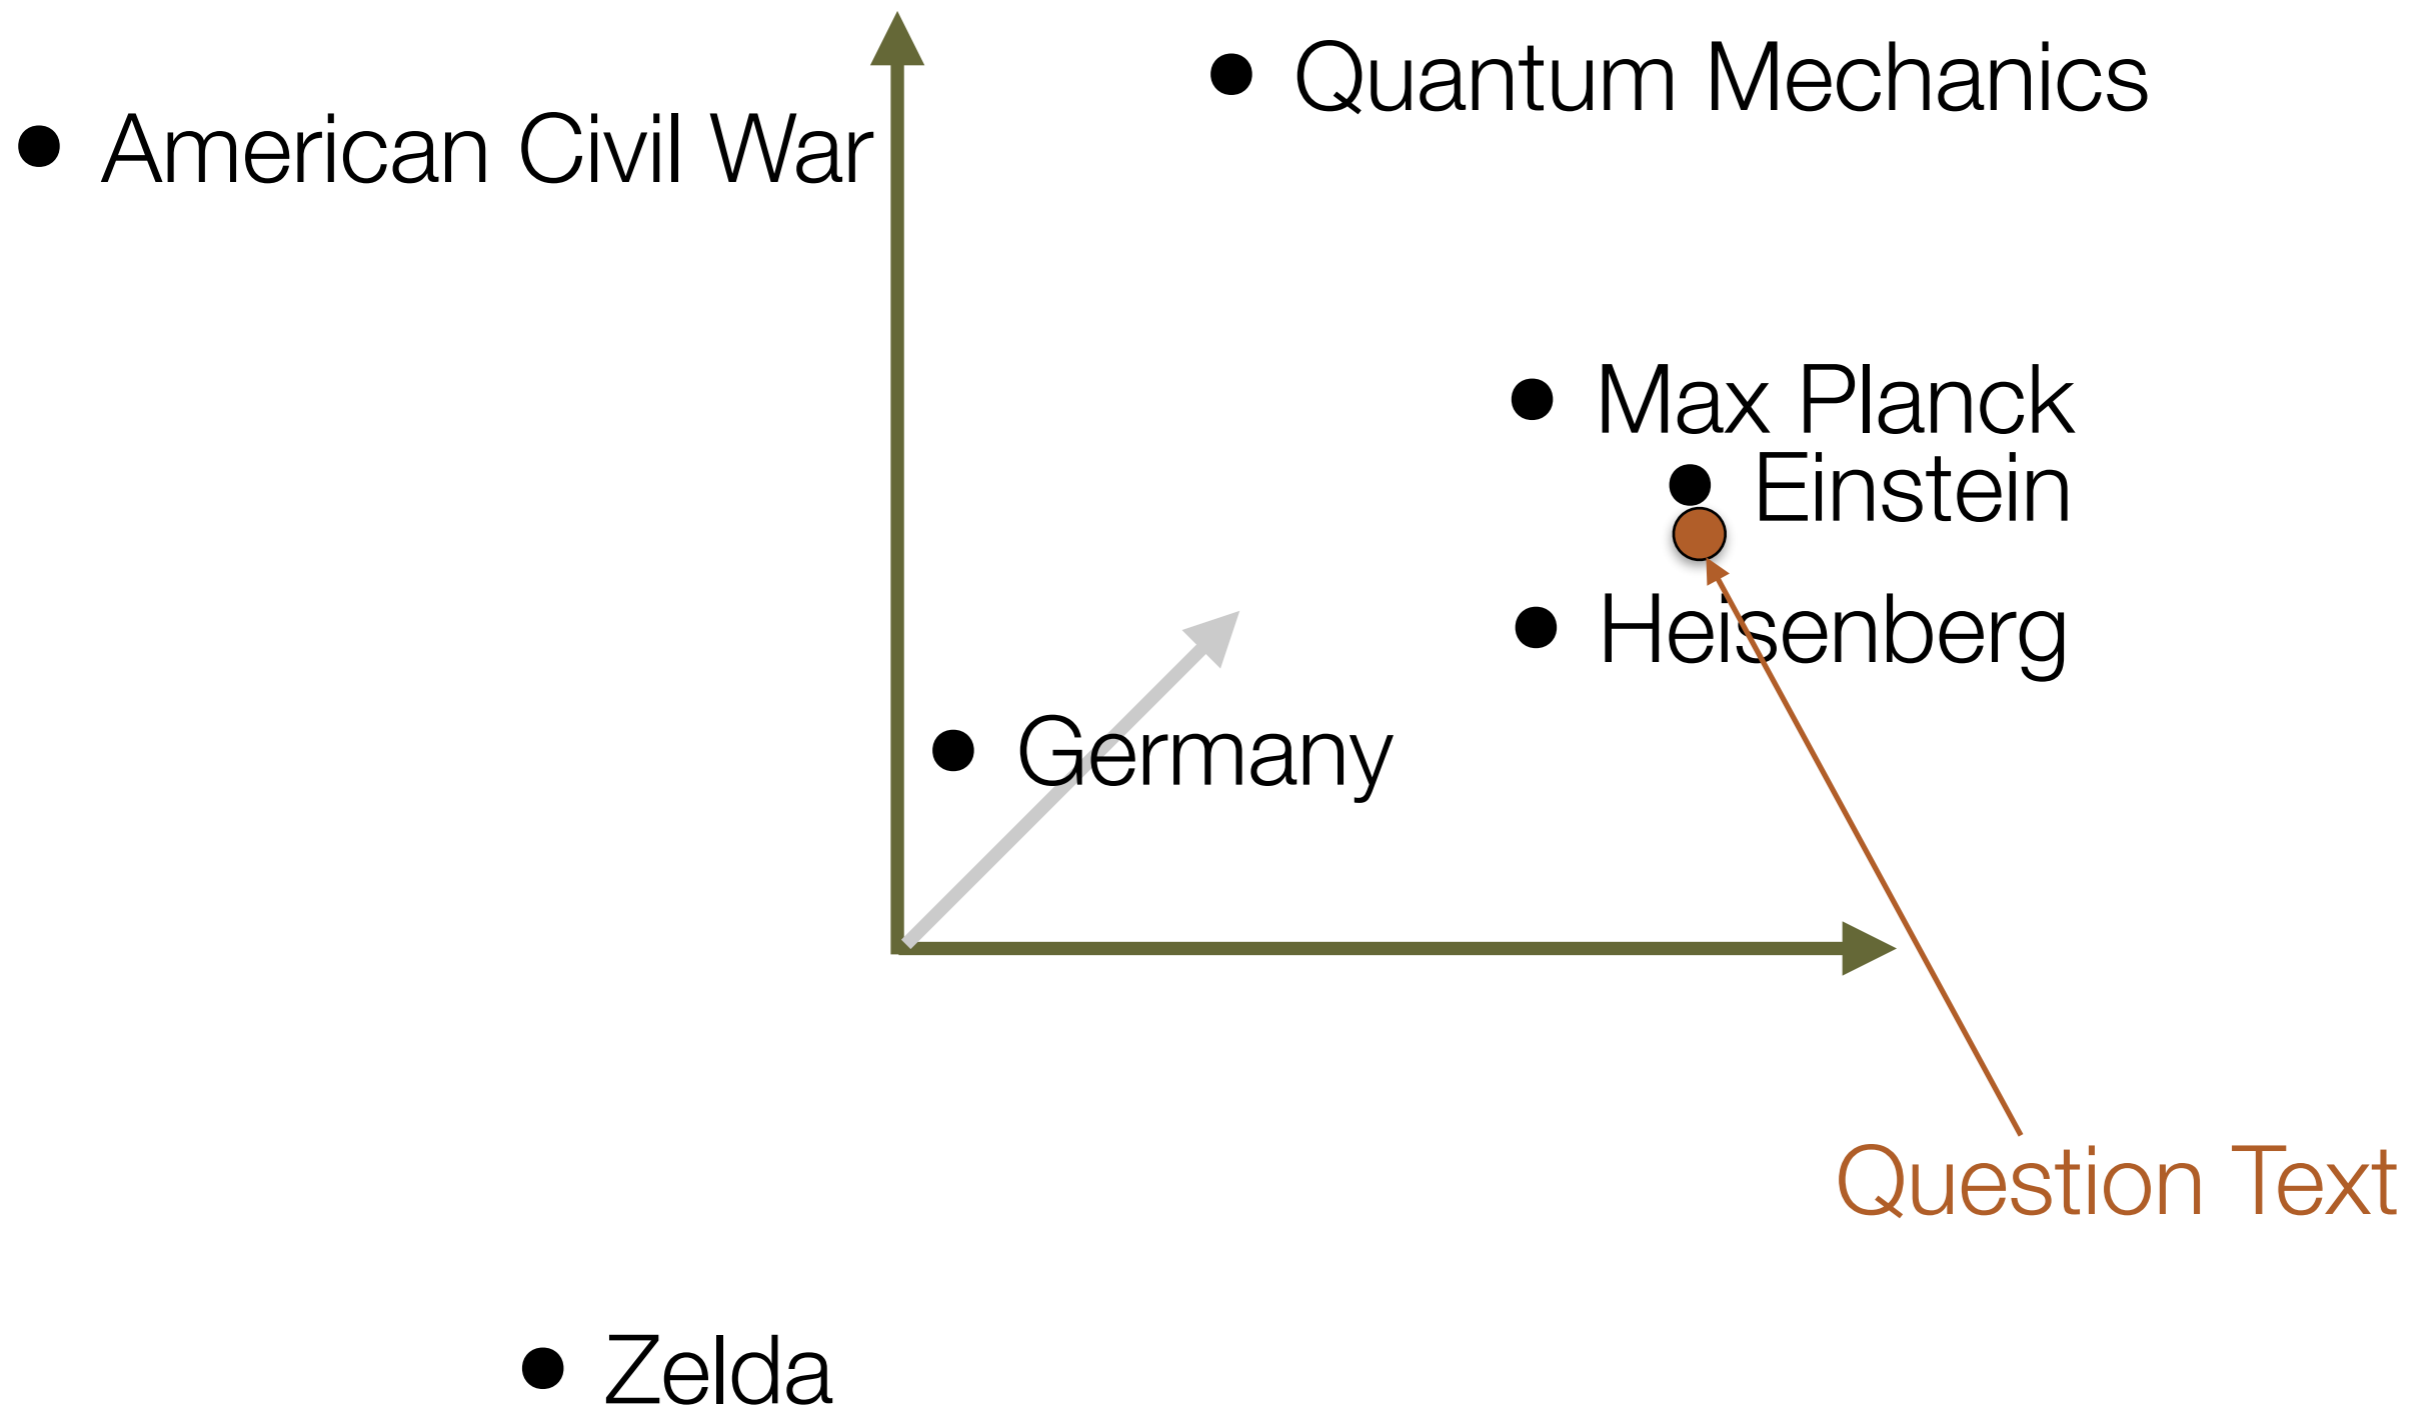 Quantum Mechanics
American Civil War
Max Planck
Einstein
Heisenberg
Germany
Question Text
Zelda